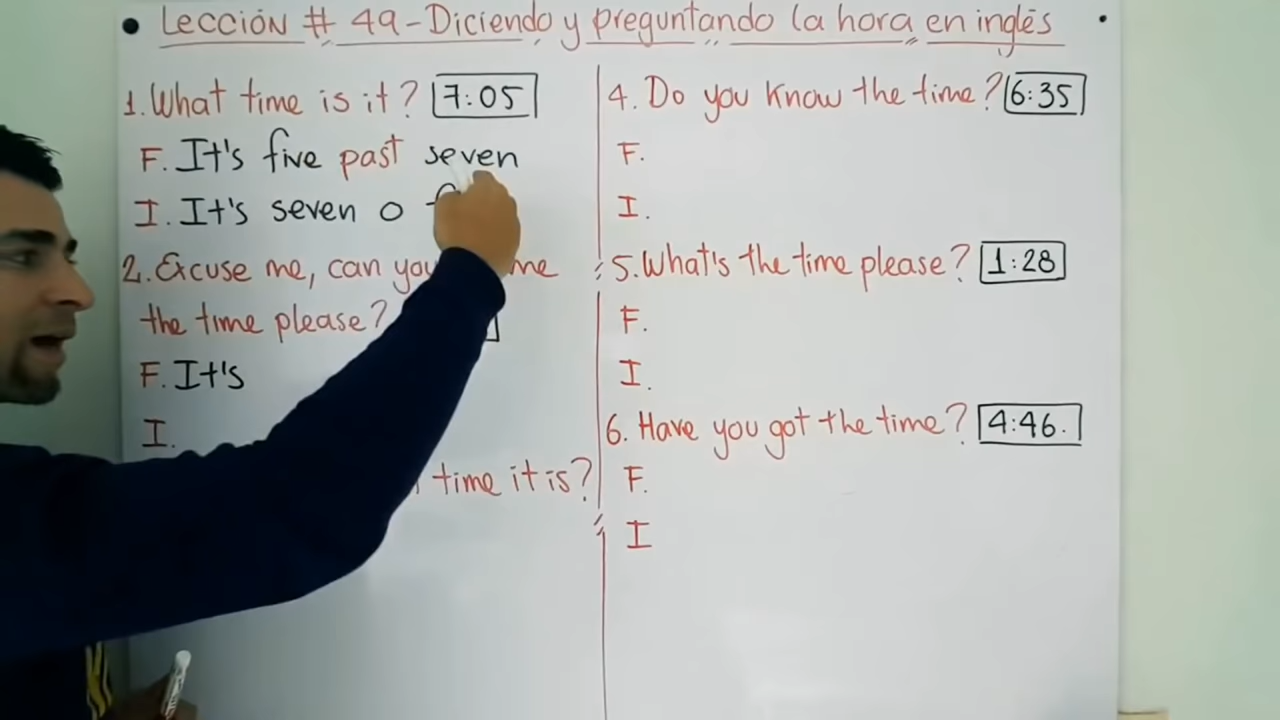 Lección # 49 - Diciendo y preguntando la hora en inglés
1. What time is it? 7:05
F. It's five past seven
I. It's seven o
2. Excuse me, can you me
the time please?
F. It's
I.
time it is?
4. Do you know the time? 6:35
F.
I.
5. What's the time please? 1:28
F.
I.
6. Have you got the time? 4:46.
F.
I